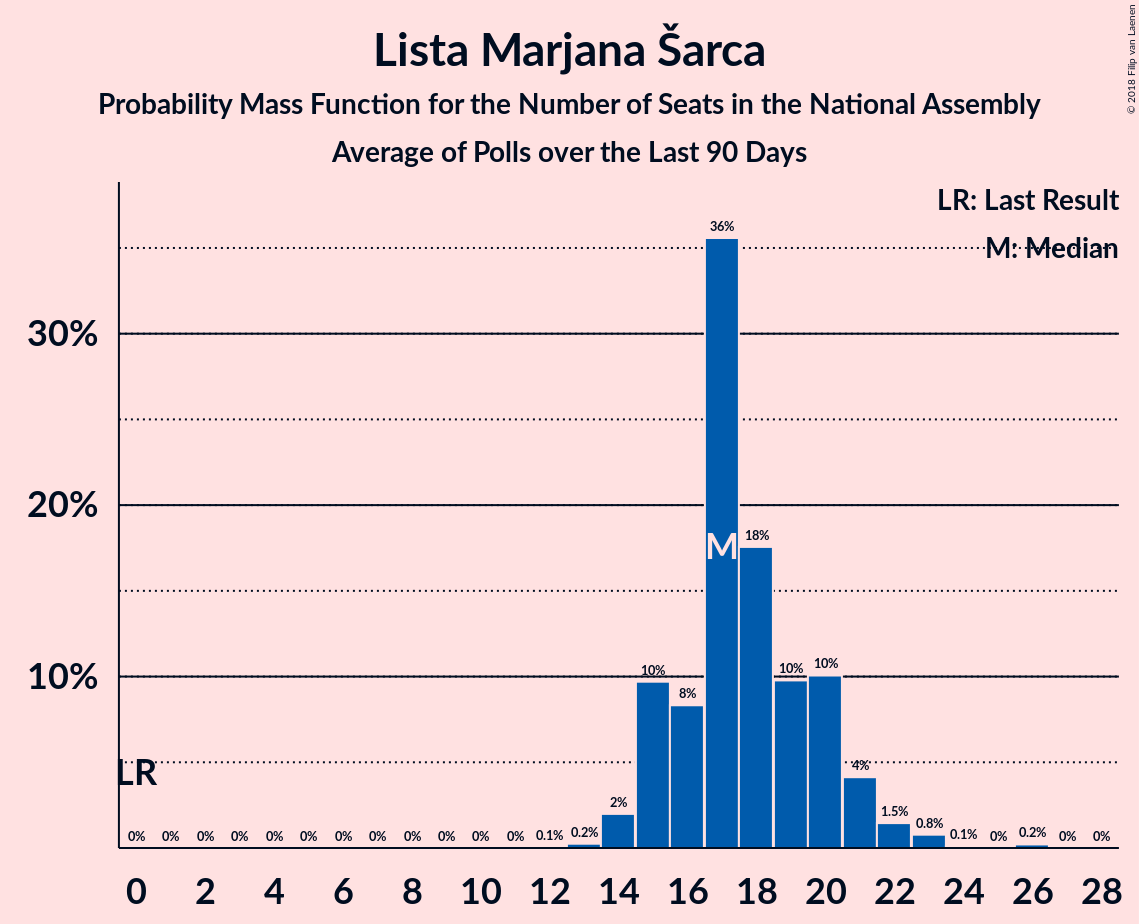 Lista Marjana Šarca
Probability Mass Function for the Number of Seats in the National Assembly
Average of Polls over the Last 90 Days
© 2018 Filip van Laenen
LR: Last Result
M: Median
30%
20%
10%
LR
M
0% 0% 0% 0% 0% 0% 0% 0% 0% 0% 0% 0% 0.1% 0.2% 2% 10% 8% 36% 18% 10% 10% 4% 1.5% 0.8% 0.1% 0% 0.2% 0% 0%
0 2 4 6 8 10 12 14 16 18 20 22 24 26 28